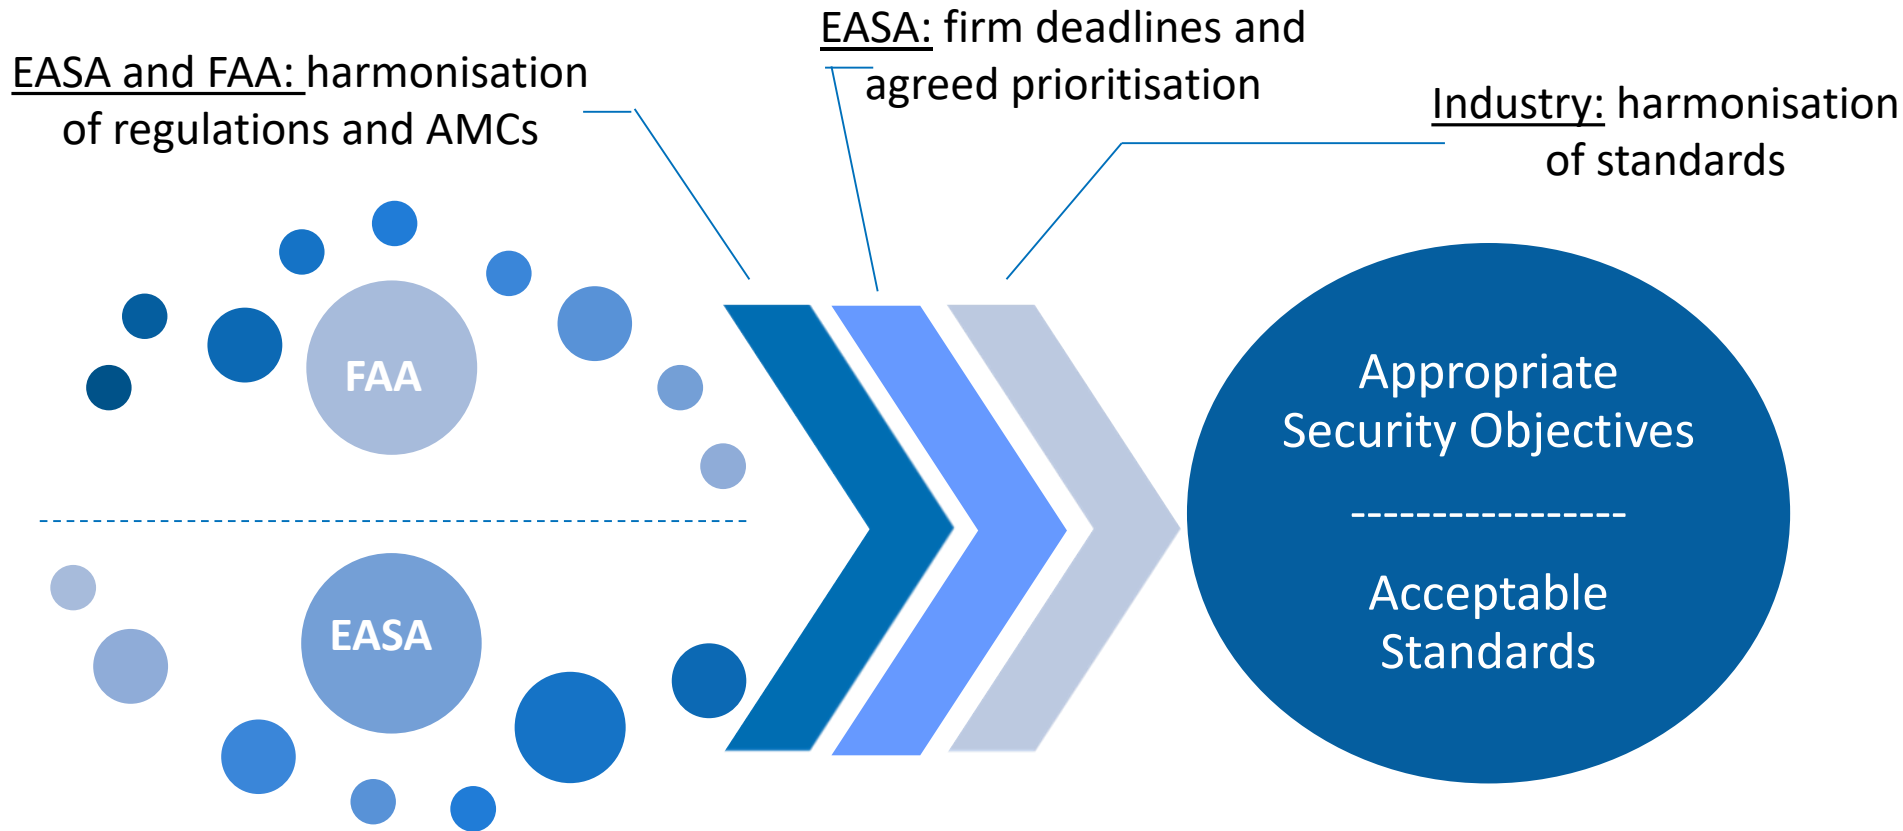 EASA and FAA: harmonisation
of regulations and AMCs
EASA: firm deadlines and
agreed prioritisation
Industry: harmonisation
of standards
FAA
EASA
Appropriate
Security Objectives
-----------------
Acceptable
Standards